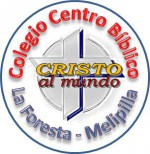 Colegio Centro Bíblico
CRISTO
al mundo
La Foresta - Melipilla